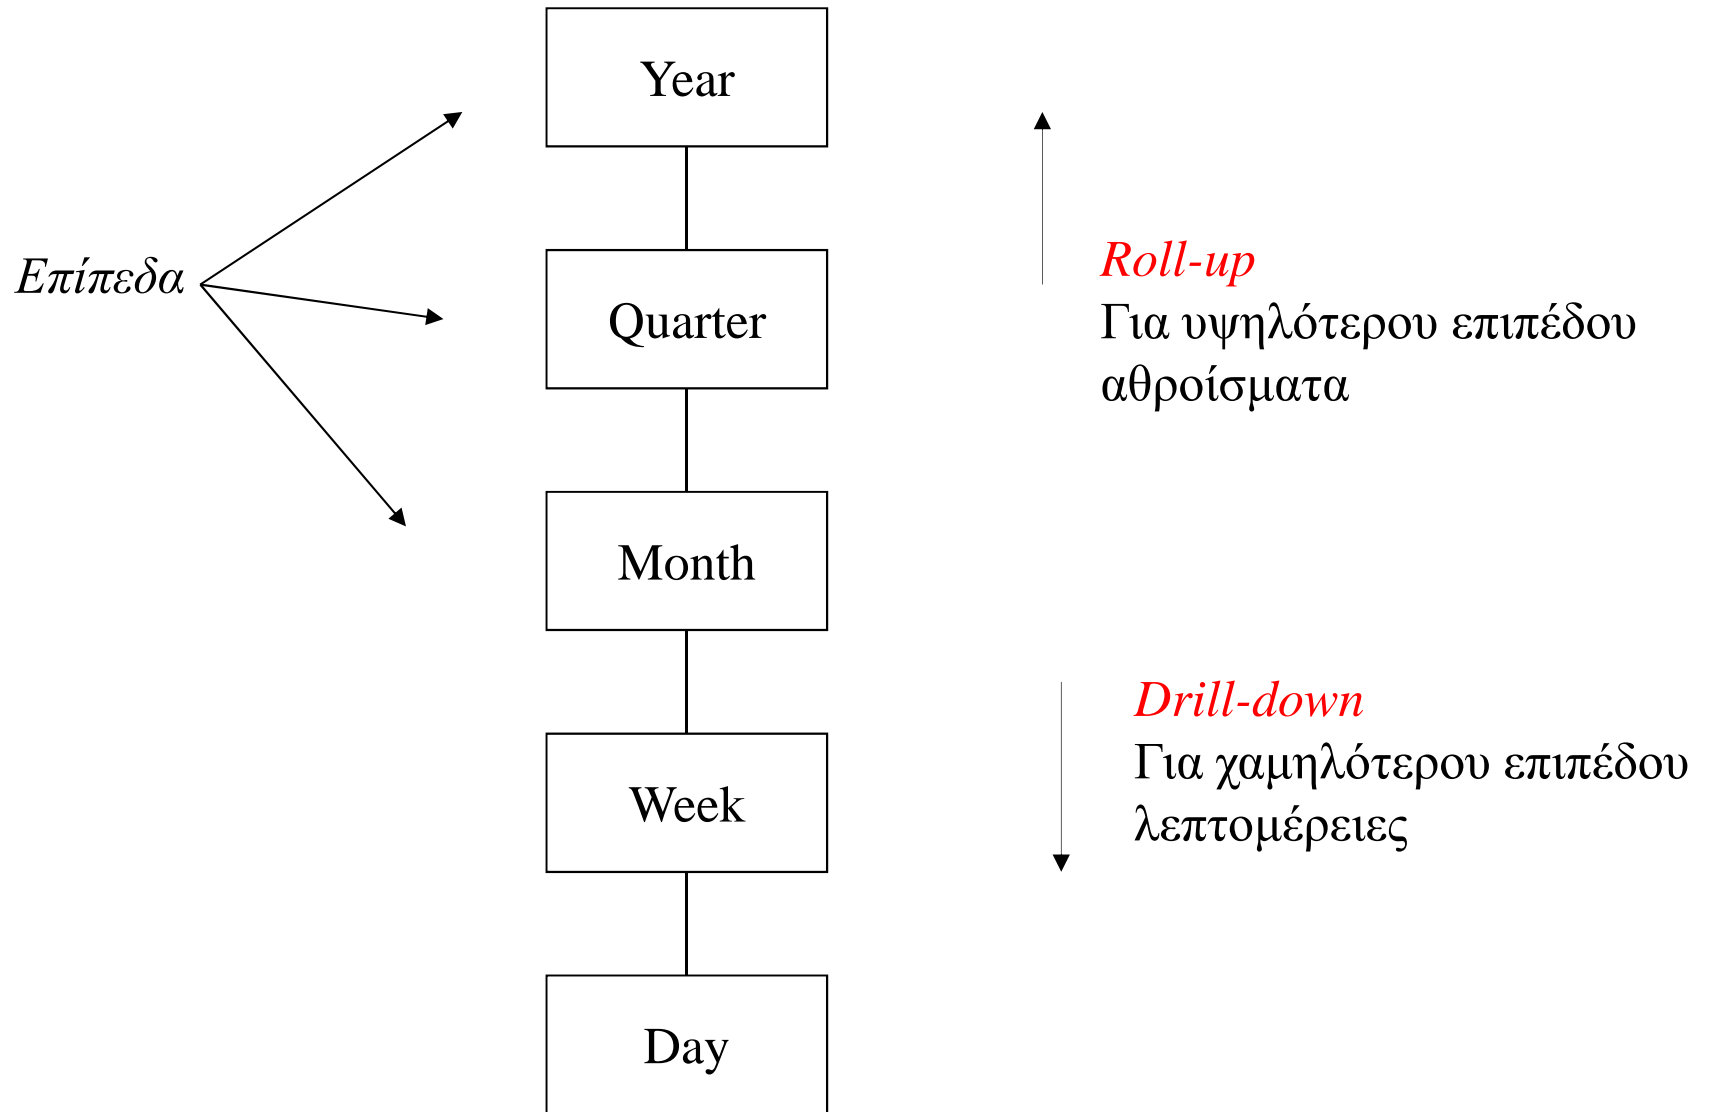 Year
Επίπεδα
Quarter
Roll-up
Για υψηλότερου επιπέδου
αθροίσματα
Month
Drill-down
Για χαμηλότερου επιπέδου
λεπτομέρειες
Week
Day